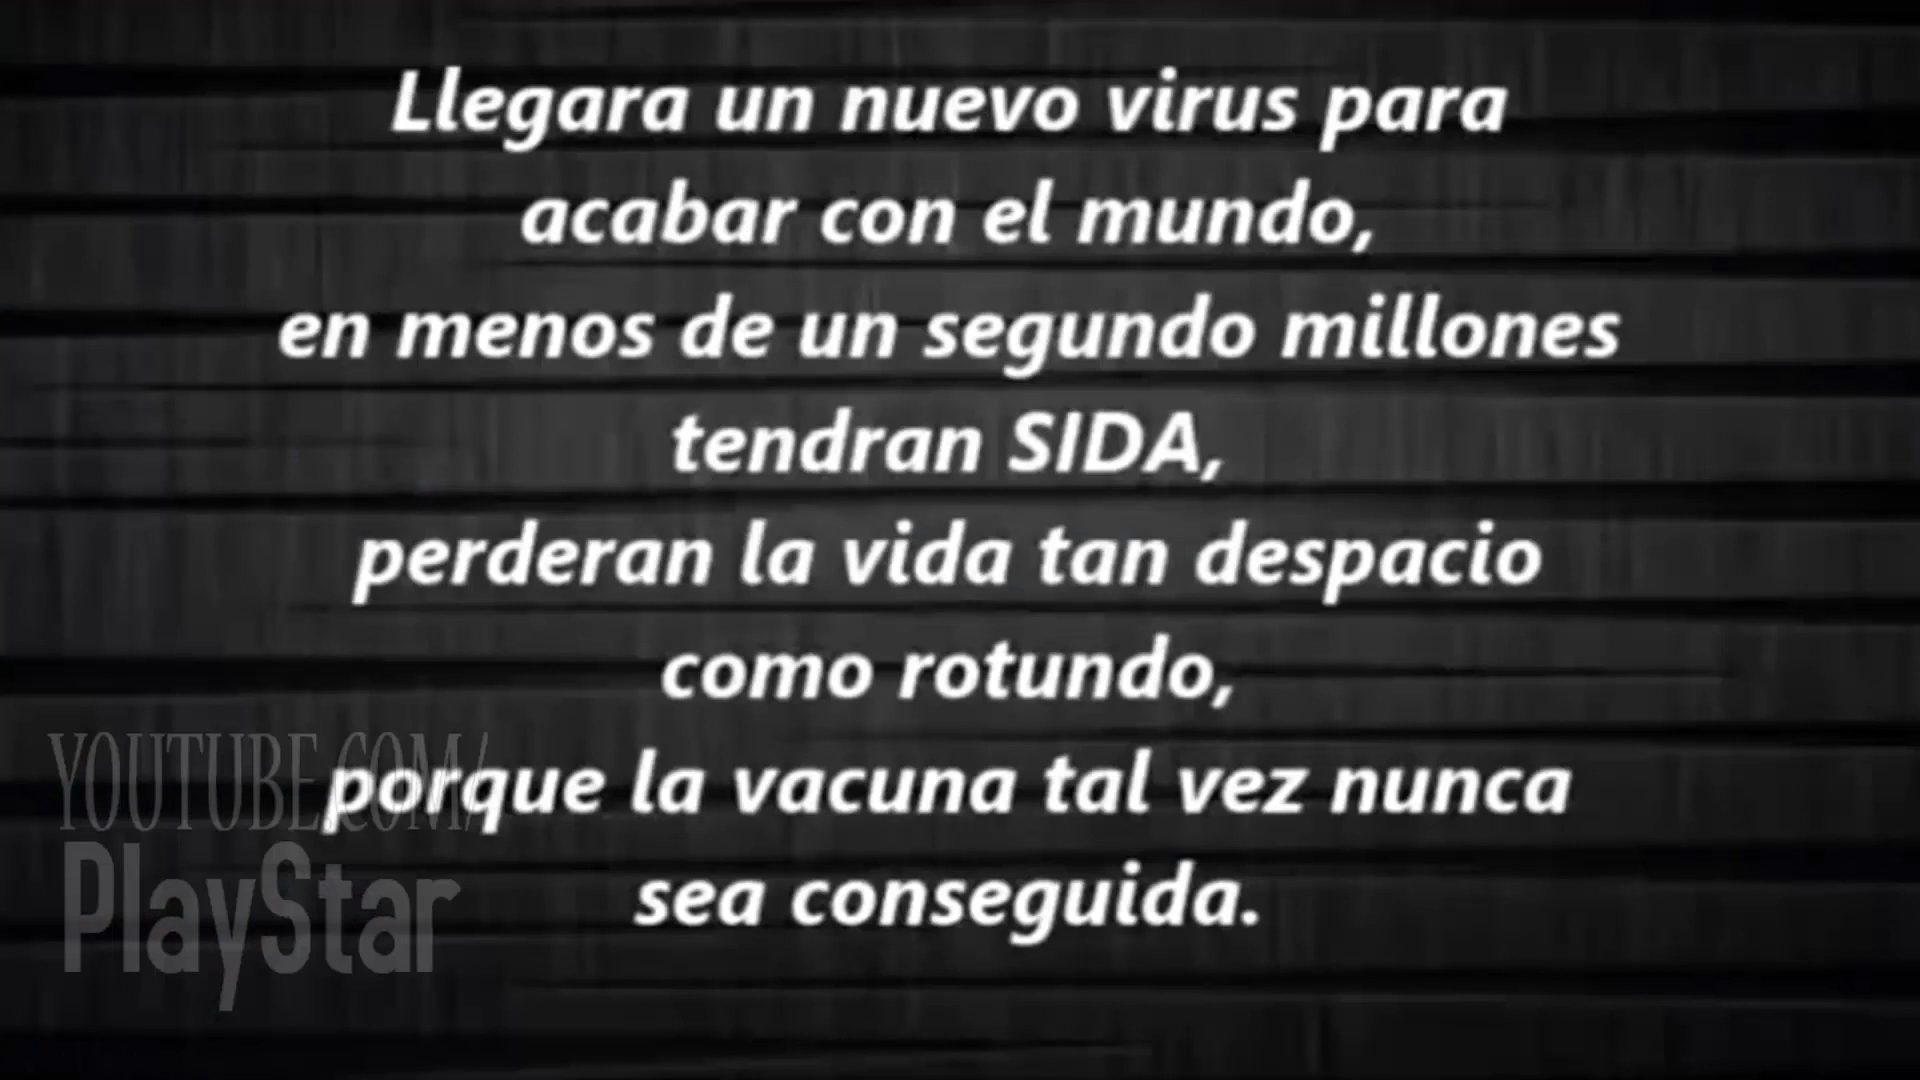 Llegara un nuevo virus para
acabar con el mundo,
en menos de un segundo millones
tendran SIDA,
perderan la vida tan despacio
como rotundo,
porque la vacuna tal vez nunca
sea conseguida.
YOUTUBE.COM/
PlayStar